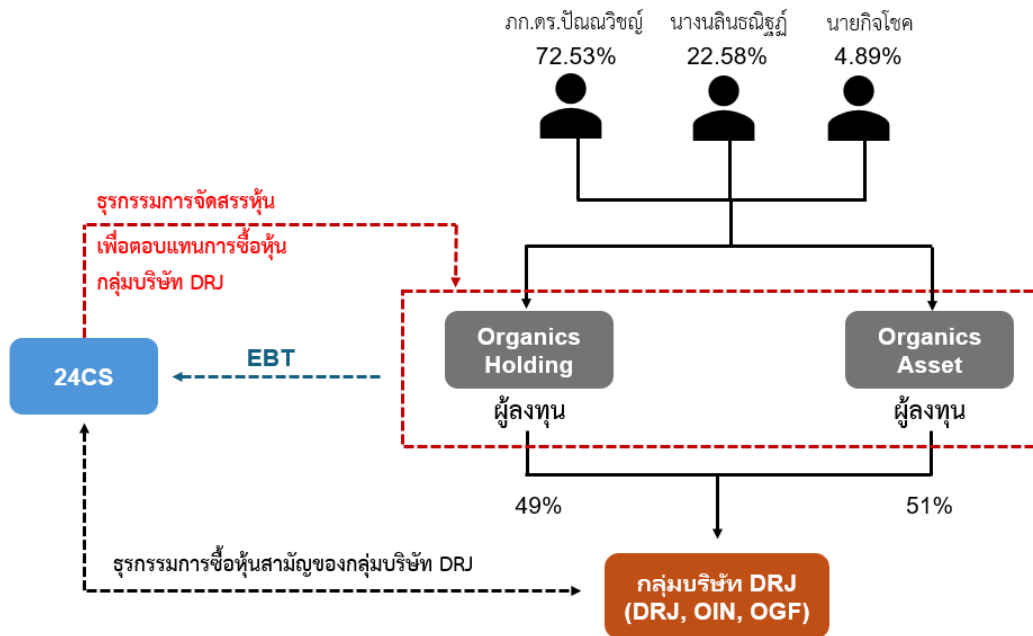 ภก.ดร.ปัณณวิชญ์
นางนลินธณิฐฏ์
นายกิจโชค
72.53%
22.58%
4.89%
ธุรกรรมการจัดสรรหุ้น
เพื่อตอบแทนการซื้อหุ้น
กลุ่มบริษัท DRJ
Organics
Holding
Organics
Asset
24CS
EBT
ผู้ลงทุน
ผู้ลงทุน
49%
51%
ธุรกรรมการซื้อหุ้นสามัญของกลุ่มบริษัท DRJ
กลุ่มบริษัท DRJ
(DRJ, OIN, OGF)